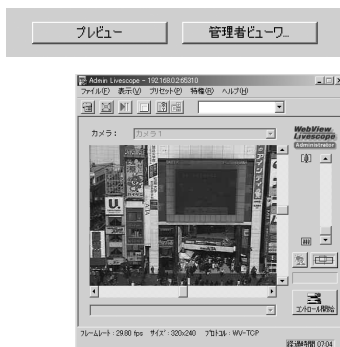 プレビュー
管理者ビューワ...
Admin Livescope - 192.168.0.2:65310
ファイル(F) 表示(V) プリセット(P) 特権(R) ヘルプ(H)
カメラ: カメラ1
WebView
Livescope
Administrator
U.
コントロール開始
フレームレート: 29.80 fps サイズ: 320x240 プロトコル: WV-TCP
経過時間 07:04